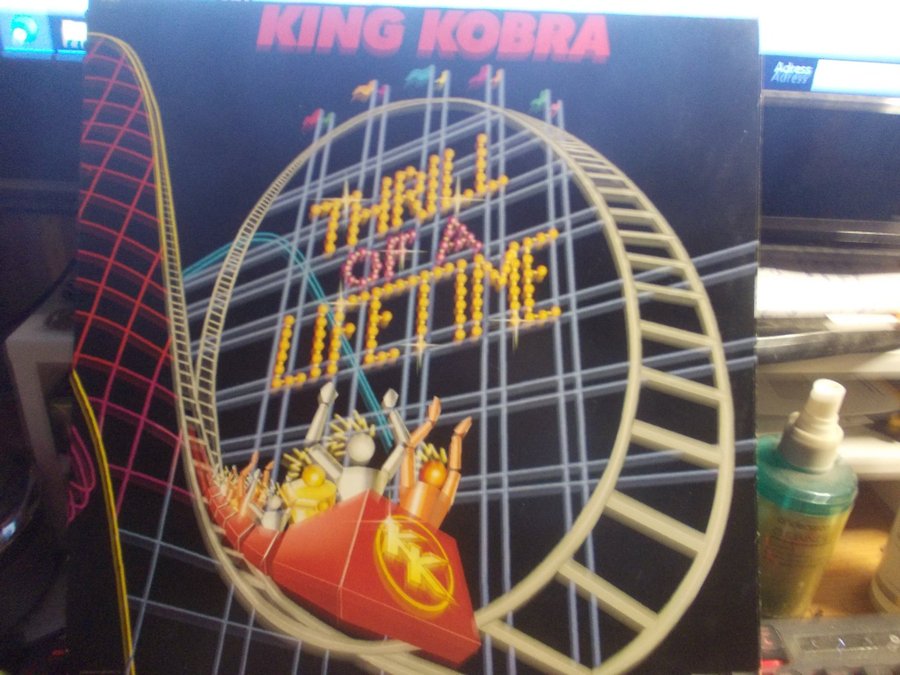 KING KOBRA
Adress
THRILL
OF A
LIFETIME
KK